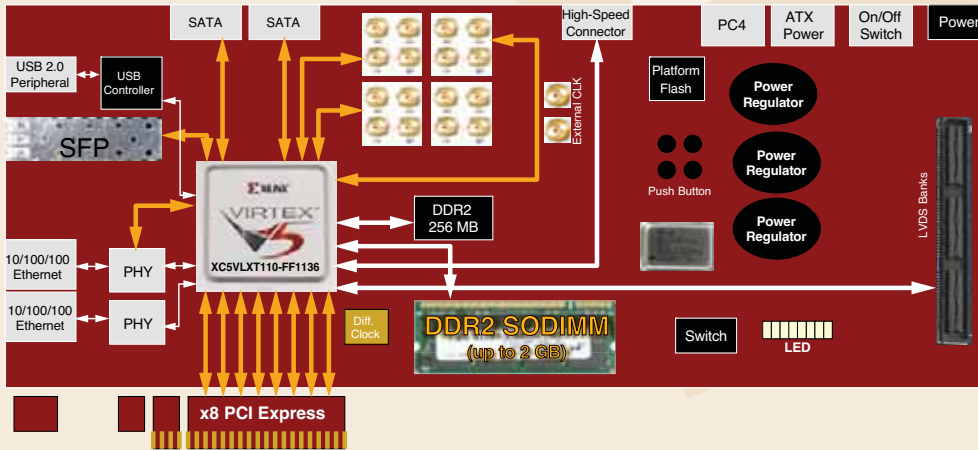 SATA
SATA
High-Speed
Connector
PC4
ATX
Power
On/Off
Switch
Power
USB 2.0
Peripheral
USB
Controller
Platform
Flash
External CLK
Power
Regulator
SFP
Push Button
Power
Regulator
LVDS Banks
XILINX
VIRTEX
5
XC5VLXT110-FF1136
DDR2
256 MB
Power
Regulator
10/100/100
Ethernet
PHY
10/100/100
Ethernet
PHY
Diff.
Clock
DDR2 SODIMM
(up to 2 GB)
Switch
LED
x8 PCI Express